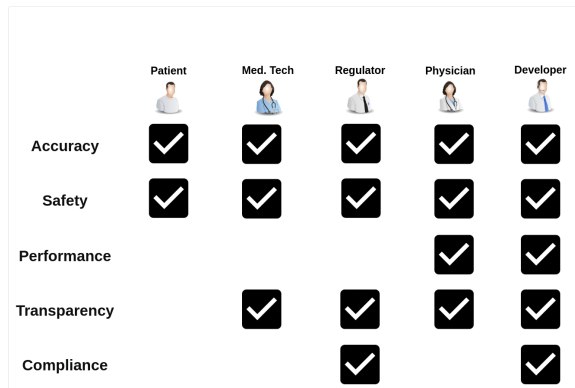 Patient Med. Tech Regulator Physician Developer
Accuracy
Safety
Performance
Transparency
Compliance